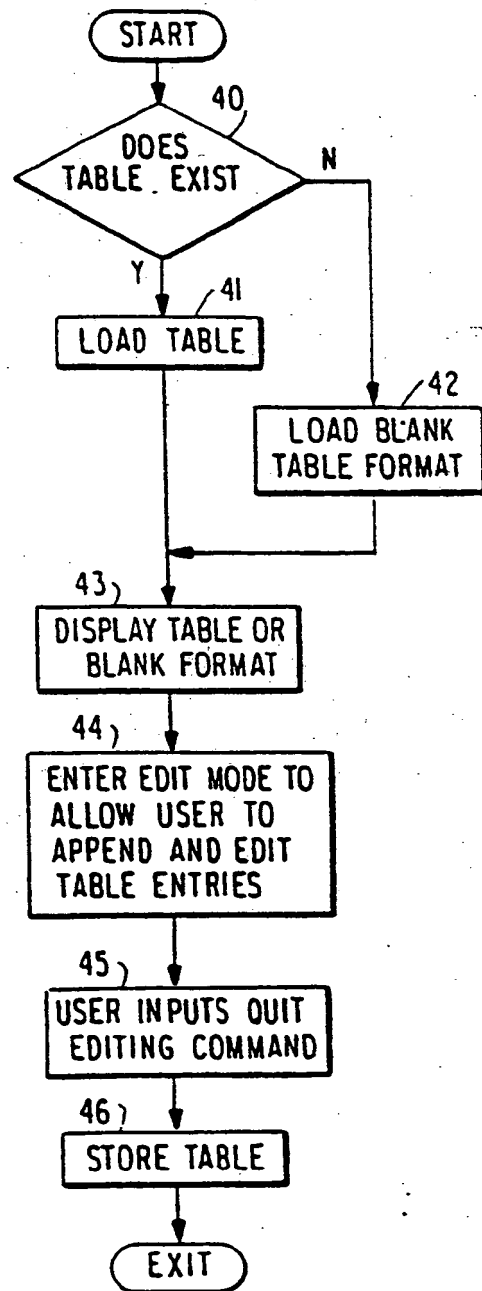 START
40
DOES
TABLE EXIST
N
Y
41
LOAD TABLE
42
LOAD BLANK
TABLE FORMAT
43
DISPLAY TABLE OR
BLANK FORMAT
44
ENTER EDIT MODE TO
ALLOW USER TO
APPEND AND EDIT
TABLE ENTRIES
45
USER INPUTS QUIT
EDITING COMMAND
46
STORE TABLE
EXIT